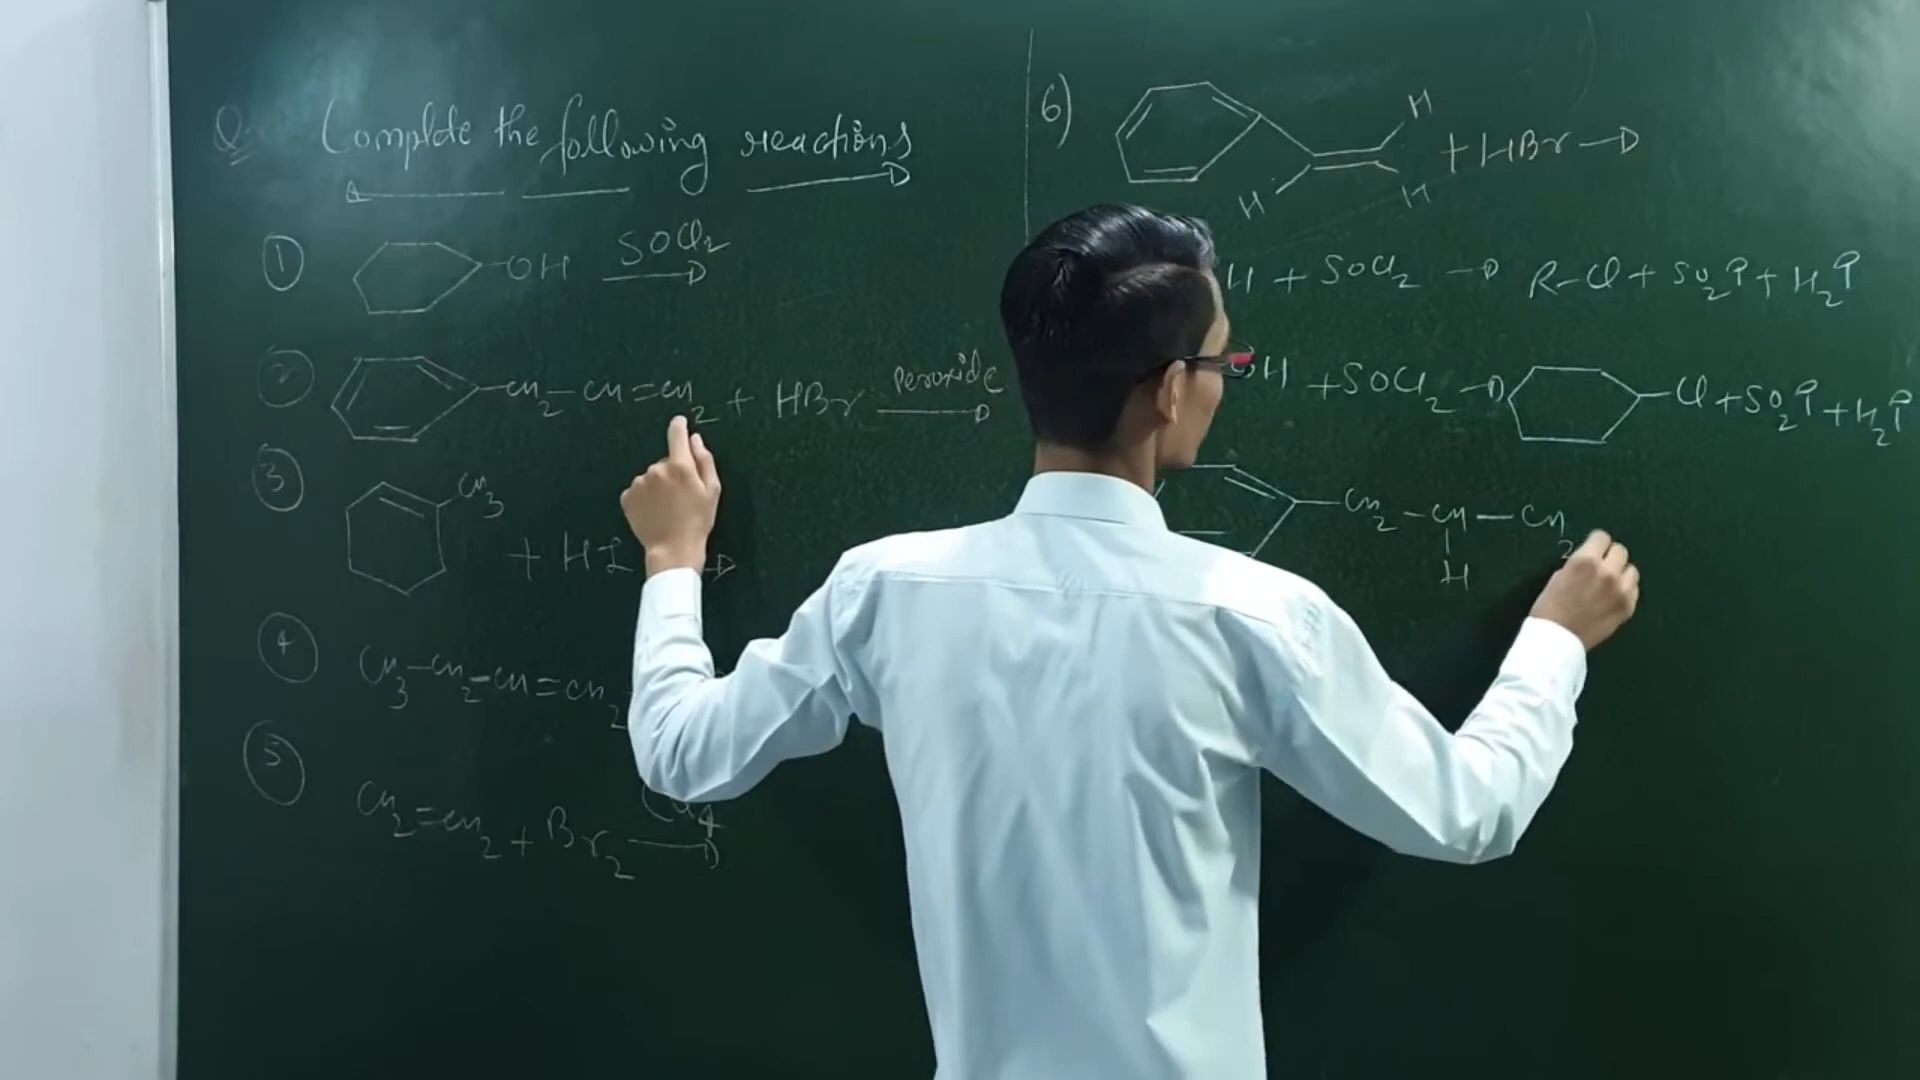 Q Complete the following reactions
① OH SOCl2
② CH2-CH=CH2 + HBr Peroxide
③ CH3
+ HI
④ CH3-CH2-CH=CH2
⑤ CH2=CH2 + Br2 CCl4
6) H H H + HBr →
H + SOCl2 → R-Cl + SO2↑ + H2↑
OH + SOCl2 → Cl + SO2↑ + H2↑
CH2-CH-CH2
H